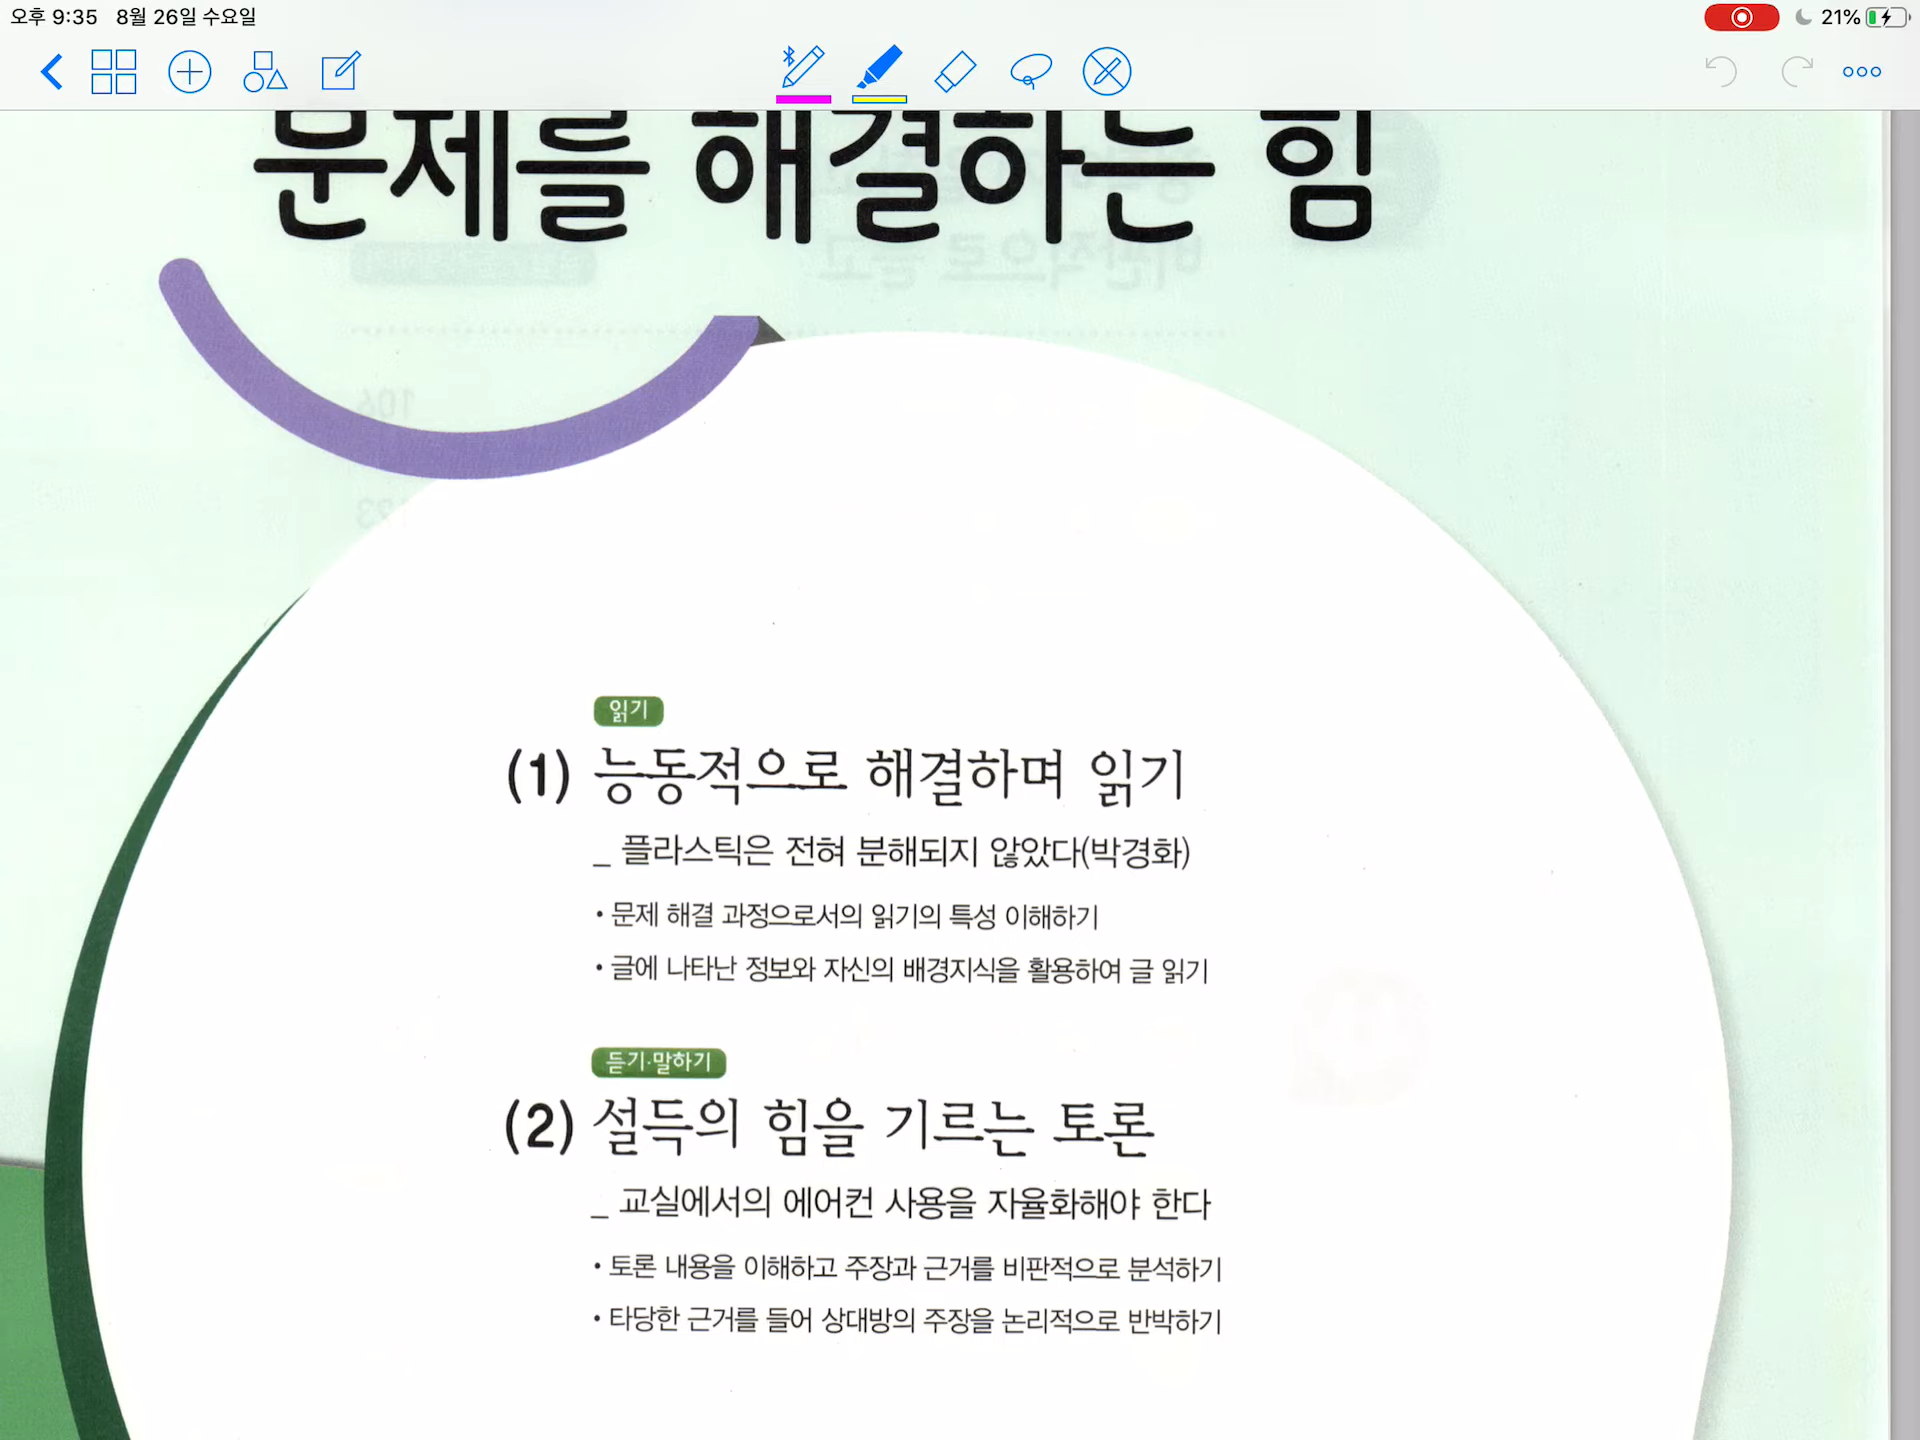 오후 9:35 8월 26일 수요일
21%
문제를 해결하는 힘
읽기
(1) 능동적으로 해결하며 읽기
_ 플라스틱은 전혀 분해되지 않았다(박경화)
• 문제 해결 과정으로서의 읽기의 특성 이해하기
• 글에 나타난 정보와 자신의 배경지식을 활용하여 글 읽기
듣기·말하기
(2) 설득의 힘을 기르는 토론
_ 교실에서의 에어컨 사용을 자율화해야 한다
• 토론 내용을 이해하고 주장과 근거를 비판적으로 분석하기
• 타당한 근거를 들어 상대방의 주장을 논리적으로 반박하기